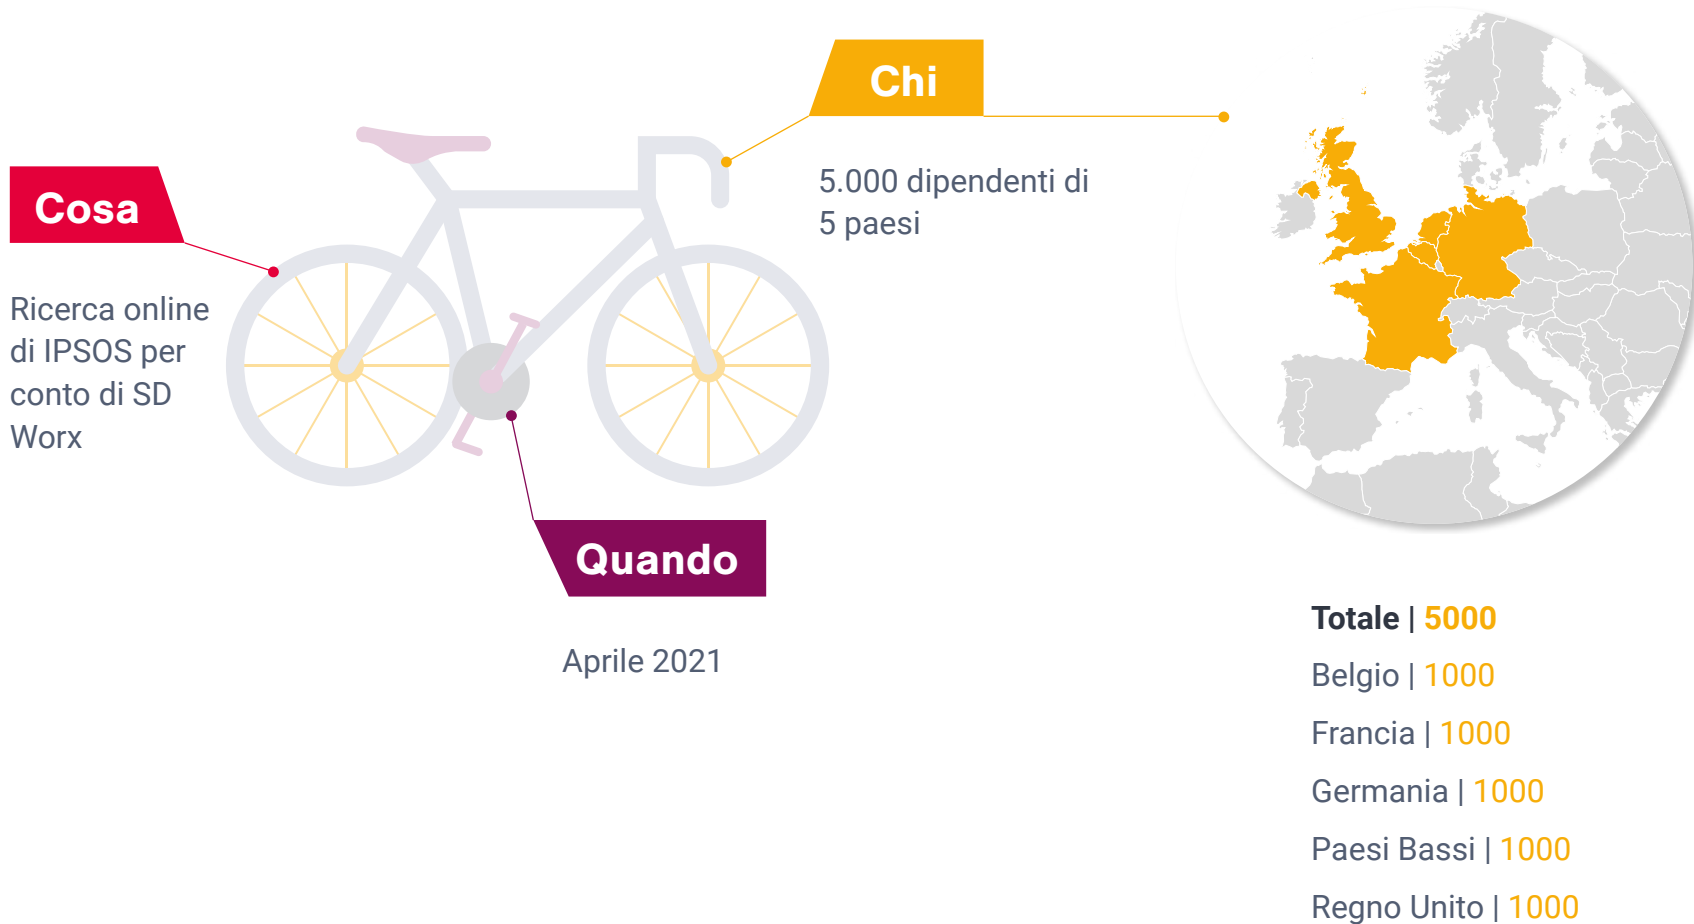 Cosa
Ricerca online
di IPSOS per
conto di SD
Worx
Chi
5.000 dipendenti di
5 paesi
Quando
Aprile 2021
Totale | 5000
Belgio | 1000
Francia | 1000
Germania | 1000
Paesi Bassi | 1000
Regno Unito | 1000